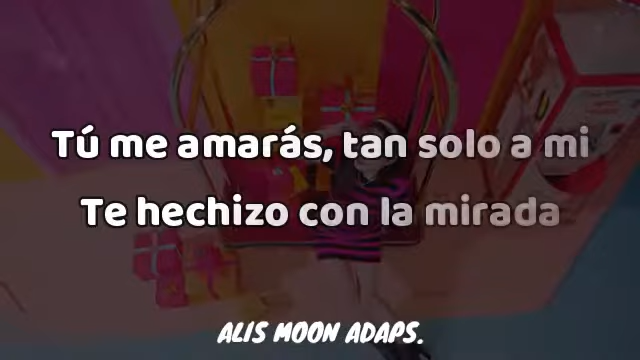 Tú me amarás, tan solo a mi
Te hechizo con la mirada
ALIS MOON ADAPS.